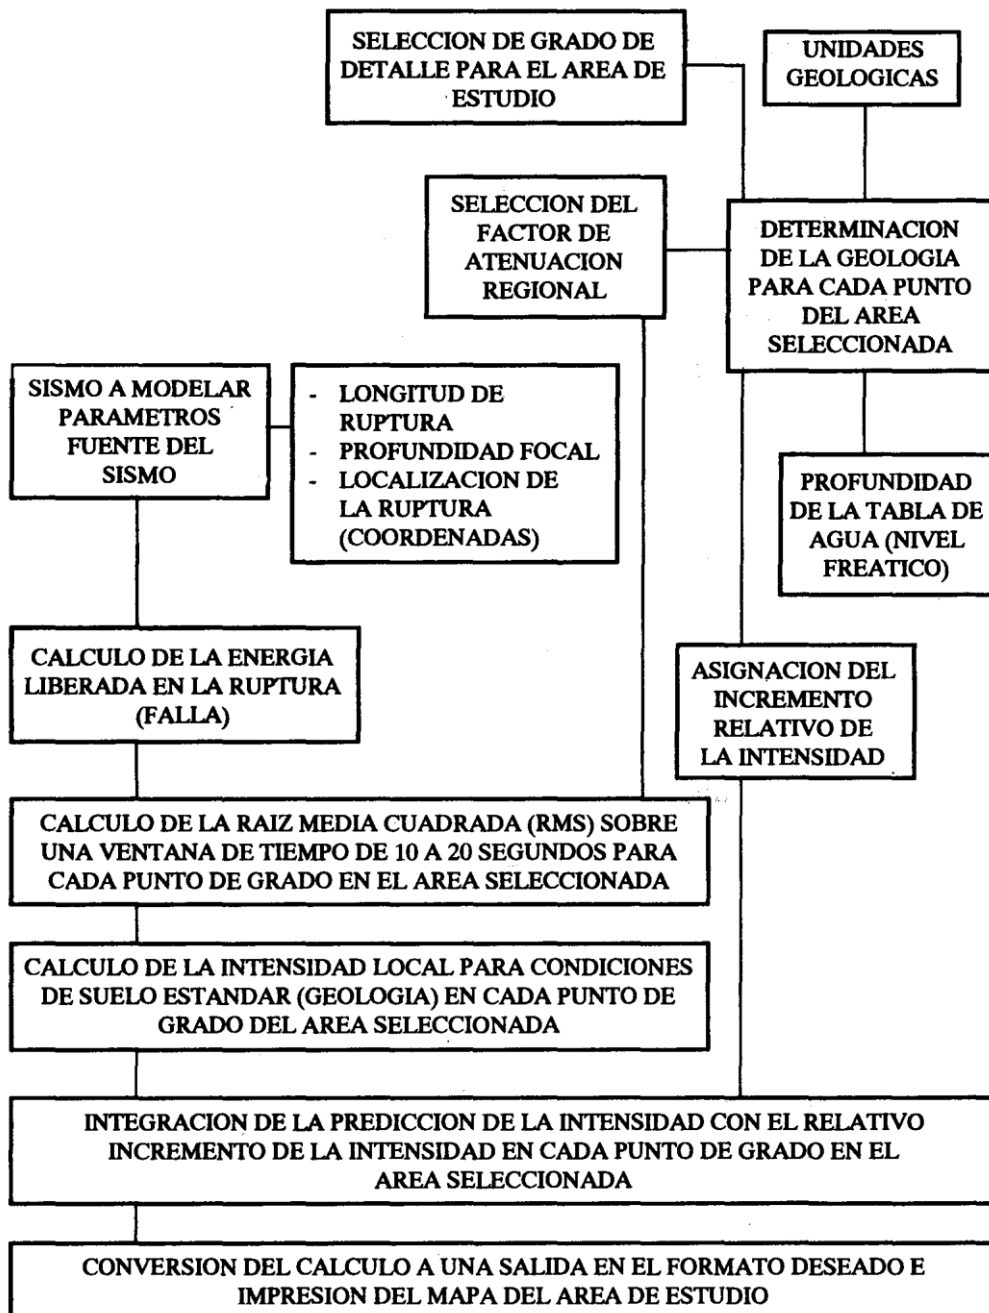 SELECCION DE GRADO DE
DETALLE PARA EL AREA DE
ESTUDIO
UNIDADES
GEOLOGICAS
SELECCION DEL
FACTOR DE
ATENUACION
REGIONAL
DETERMINACION
DE LA GEOLOGIA
PARA CADA PUNTO
DEL AREA
SELECCIONADA
SISMO A MODELAR
PARAMETROS
FUENTE DEL
SISMO
- LONGITUD DE
RUPTURA
- PROFUNDIDAD FOCAL
- LOCALIZACION DE
LA RUPTURA
(COORDENADAS)
PROFUNDIDAD
DE LA TABLA DE
AGUA (NIVEL
FREATICO)
CALCULO DE LA ENERGIA
LIBERADA EN LA RUPTURA
(FALLA)
ASIGNACION DEL
INCREMENTO
RELATIVO DE
LA INTENSIDAD
CALCULO DE LA RAIZ MEDIA CUADRADA (RMS) SOBRE
UNA VENTANA DE TIEMPO DE 10 A 20 SEGUNDOS PARA
CADA PUNTO DE GRADO EN EL AREA SELECCIONADA
CALCULO DE LA INTENSIDAD LOCAL PARA CONDICIONES
DE SUELO ESTANDAR (GEOLOGIA) EN CADA PUNTO DE
GRADO DEL AREA SELECCIONADA
INTEGRACION DE LA PREDICCION DE LA INTENSIDAD CON EL RELATIVO
INCREMENTO DE LA INTENSIDAD EN CADA PUNTO DE GRADO EN EL
AREA SELECCIONADA
CONVERSION DEL CALCULO A UNA SALIDA EN EL FORMATO DESEADO E
IMPRESION DEL MAPA DEL AREA DE ESTUDIO